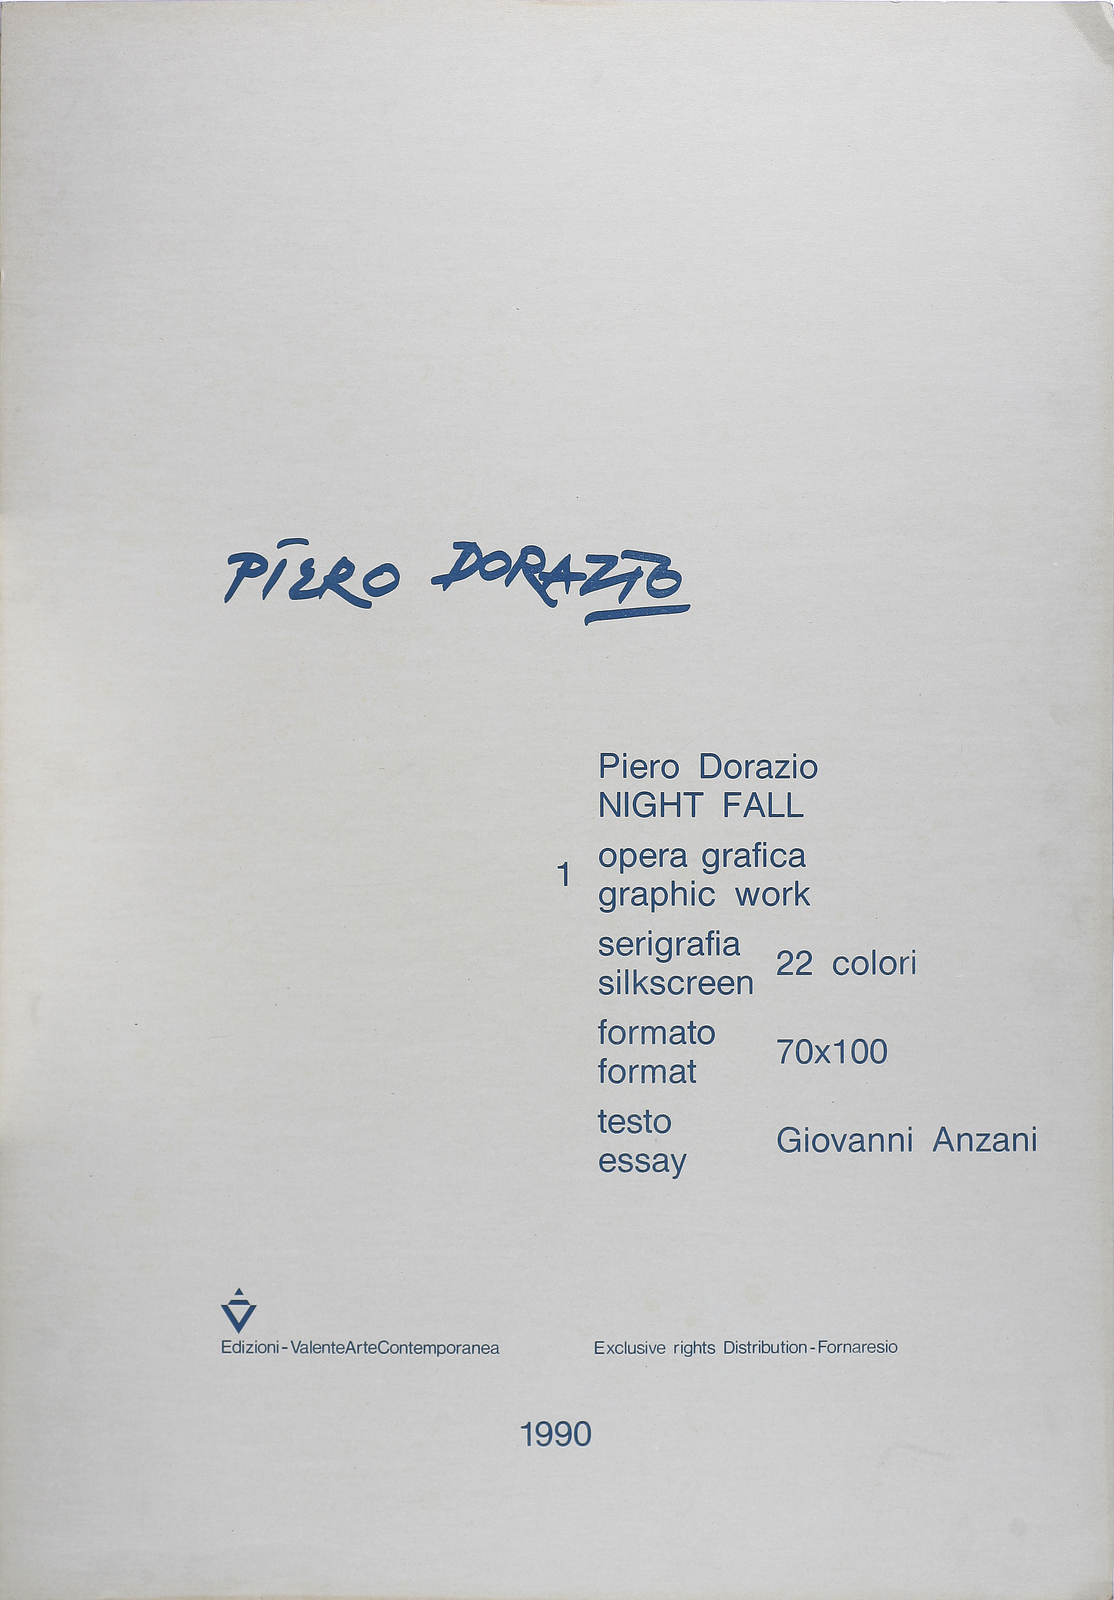 PIERO DORAZIO
Piero Dorazio
NIGHT FALL
1
opera grafica
graphic work
serigrafia
silkscreen
22 colori
formato
format
70x100
testo
essay
Giovanni Anzani
Edizioni-ValenteArteContemporanea
Exclusive rights Distribution-Fornaresio
1990